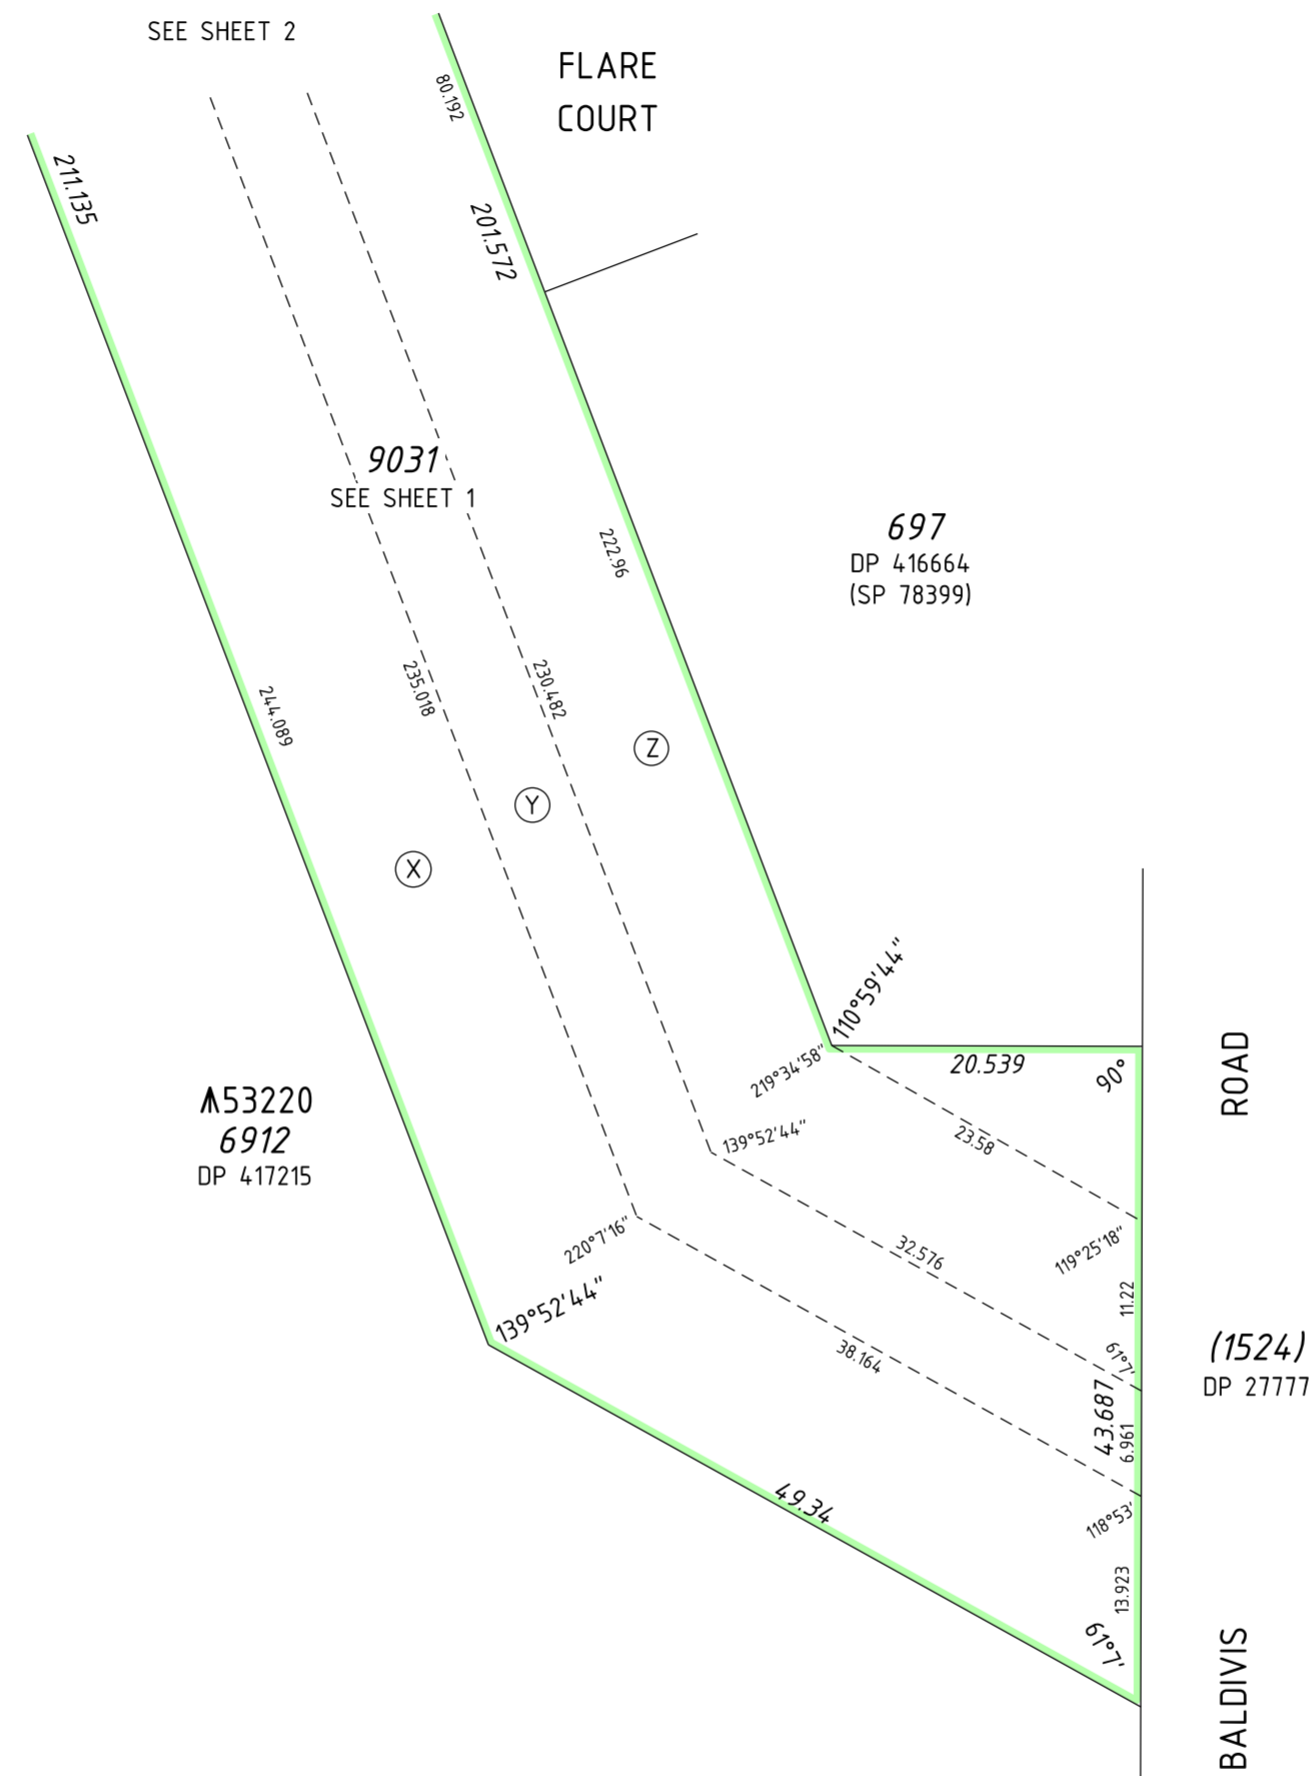 SEE SHEET 2
FLARE
COURT
80.192
211.135
201.572
9031
SEE SHEET 1
697
DP 416664
(SP 78399)
222.96
235.018
230.482
244.089
Z
Y
X
110°59'44"
219°34'58"
20.539
90°
ROAD
⩚53220
6912
DP 417215
139°52'44"
23.58
220°7'16"
32.576
119°25'18"
11.22
139°52'44"
38.164
61°7'
(1524)
DP 27777
43.687
6.961
49.34
118°53'
13.923
61°7'
BALDIVIS